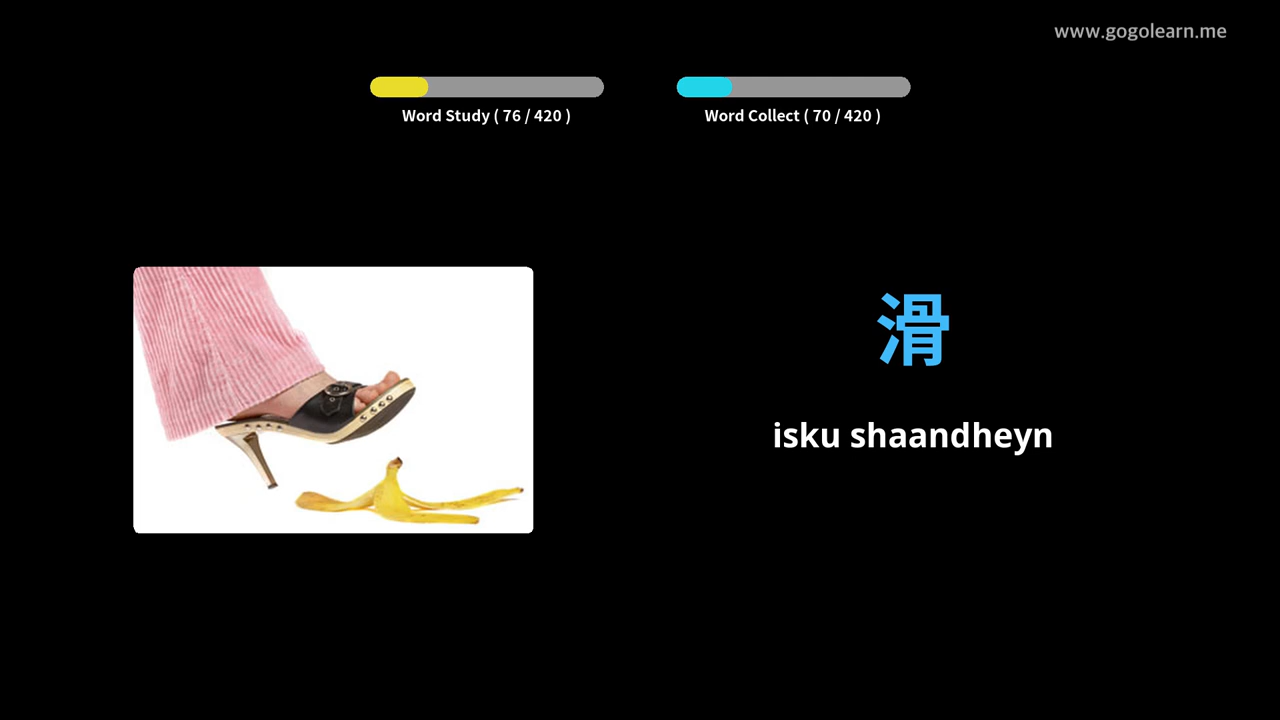 www.gogolearn.me
Word Study ( 76 / 420 )
Word Collect ( 70 / 420 )
滑
isku shaandheyn